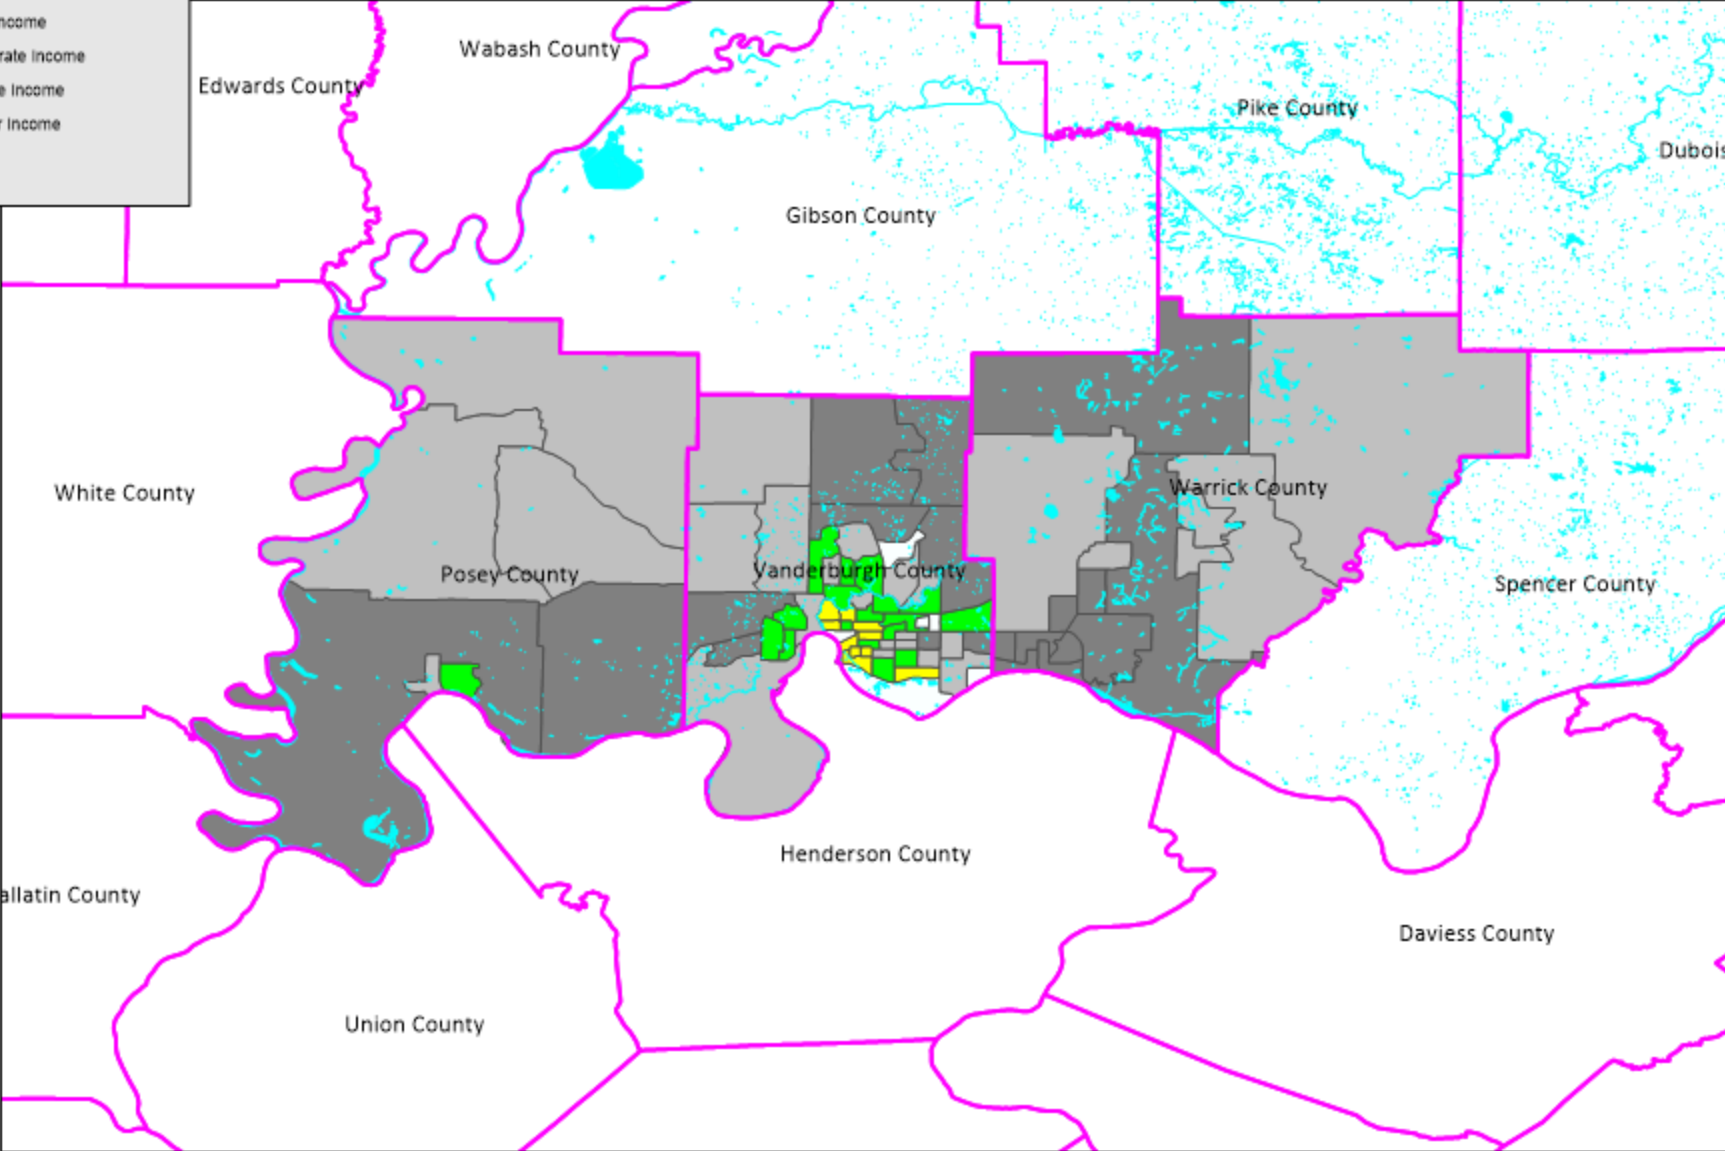 Income
rate Income
e Income
r Income
Wabash County
Edwards County
Pike County
Dubois
Gibson County
White County
Warrick County
Posey County
Vanderburgh County
Spencer County
Henderson County
allatin County
Daviess County
Union County